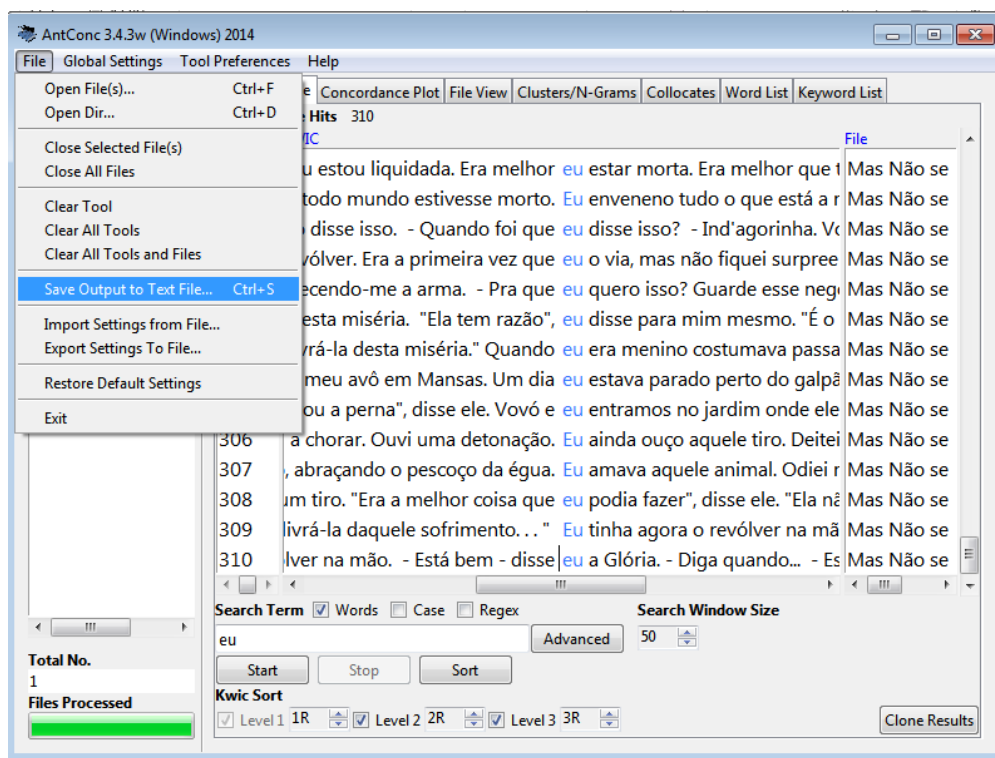 AntConc 3.4.3w (Windows) 2014
File Global Settings Tool Preferences Help
Open File(s)... Ctrl+F
Open Dir... Ctrl+D
Close Selected File(s)
Close All Files
Clear Tool
Clear All Tools
Clear All Tools and Files
Save Output to Text File... Ctrl+S
Import Settings from File...
Export Settings To File...
Restore Default Settings
Exit
Concordance Plot File View Clusters/N-Grams Collocates Word List Keyword List
Hits 310
File
estou liquidada. Era melhor eu estar morta. Era melhor que Mas Não se
todo mundo estivesse morto. Eu enveneno tudo o que está a Mas Não se
disse isso. - Quando foi que eu disse isso? - Ind'agorinha. Mas Não se
Era a primeira vez que eu o via, mas não fiquei Mas Não se
a arma. - Pra que eu quero isso? Guarde esse Mas Não se
esta miséria. "Ela tem razão", eu disse para mim mesmo. "É o Mas Não se
desta miséria." Quando eu era menino costumava Mas Não se
meu avô em Mansas. Um dia eu estava parado perto do Mas Não se
a perna", disse ele. Vovó e eu entramos no jardim onde ele Mas Não se
306 a chorar. Ouvi uma detonação. Eu ainda ouço aquele tiro. Deitei Mas Não se
307 , abraçando o pescoço da égua. Eu amava aquele animal. Odiei Mas Não se
308 um tiro. "Era a melhor coisa que eu podia fazer", disse ele. "Ela Mas Não se
309 livrá-la daquele sofrimento. . . " Eu tinha agora o revólver na Mas Não se
310 na mão. - Está bem - disse eu a Glória. - Diga quando... - Mas Não se
Search Term Words Case Regex Search Window Size
eu Advanced 50
Start Stop Sort
Kwic Sort
Level 1 1R Level 2 2R Level 3 3R Clone Results
Total No.
1
Files Processed